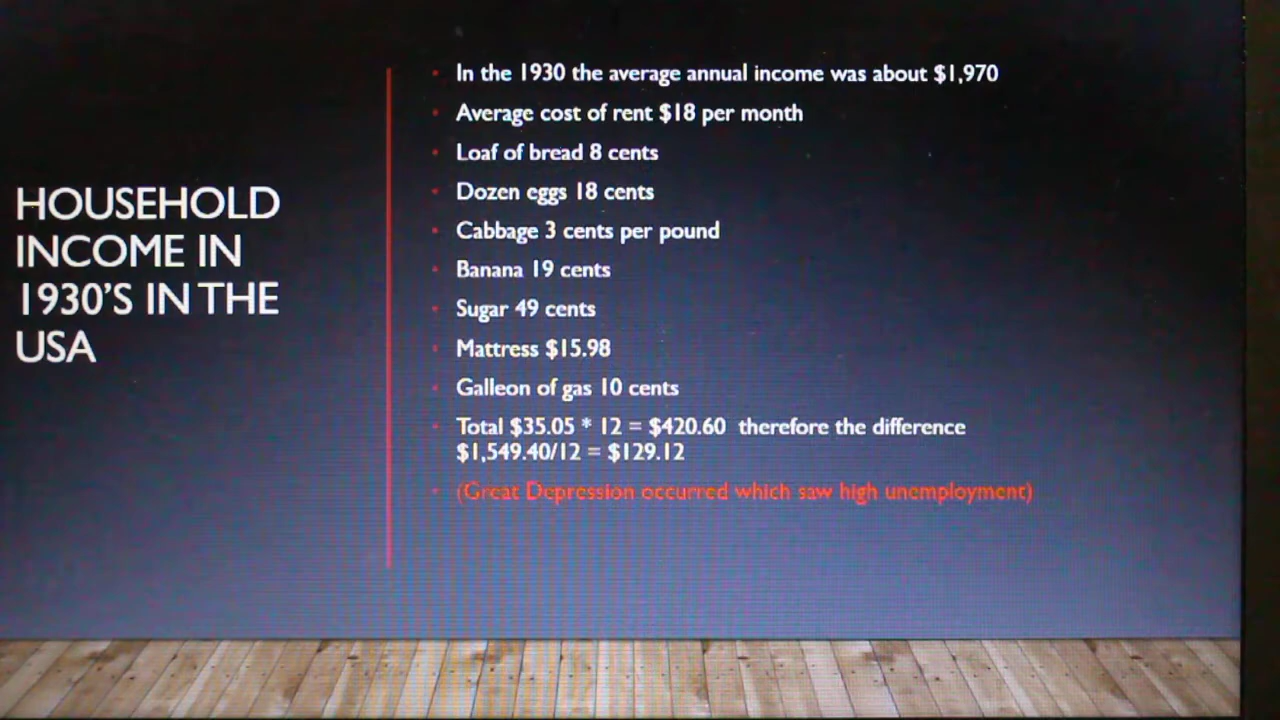 HOUSEHOLD
INCOME IN
1930'S IN THE
USA
In the 1930 the average annual income was about $1,970
Average cost of rent $18 per month
Loaf of bread 8 cents
Dozen eggs 18 cents
Cabbage 3 cents per pound
Banana 19 cents
Sugar 49 cents
Mattress $15.98
Galleon of gas 10 cents
Total $35.05 * 12 = $420.60 therefore the difference
$1,549.40/12 = $129.12
(Great Depression occurred which saw high unemployment)